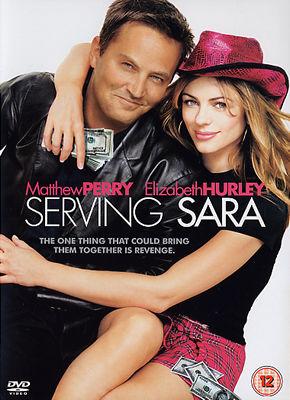 Matthew PERRY Elizabeth HURLEY
SERVING SARA
THE ONE THING THAT COULD BRING
THEM TOGETHER IS REVENGE.
DVD
VIDEO
12